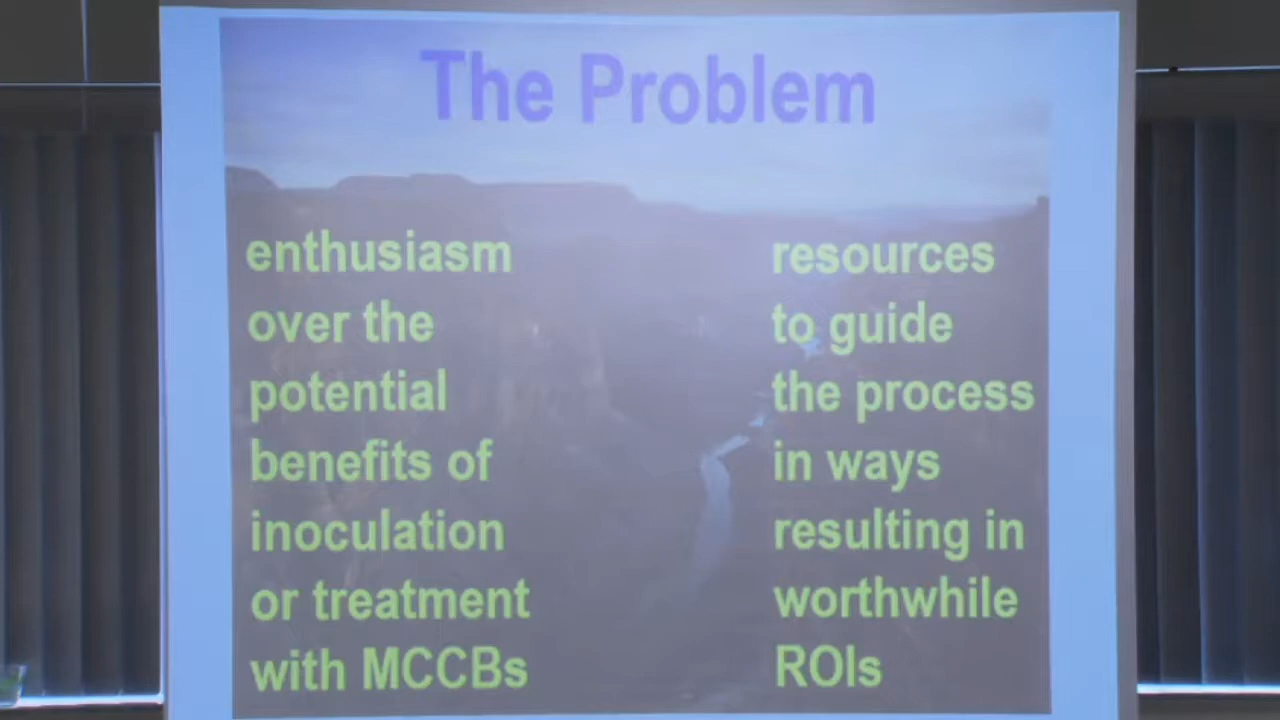 The Problem
enthusiasm
over the
potential
benefits of
inoculation
or treatment
with MCCBs
resources
to guide
the process
in ways
resulting in
worthwhile
ROIs